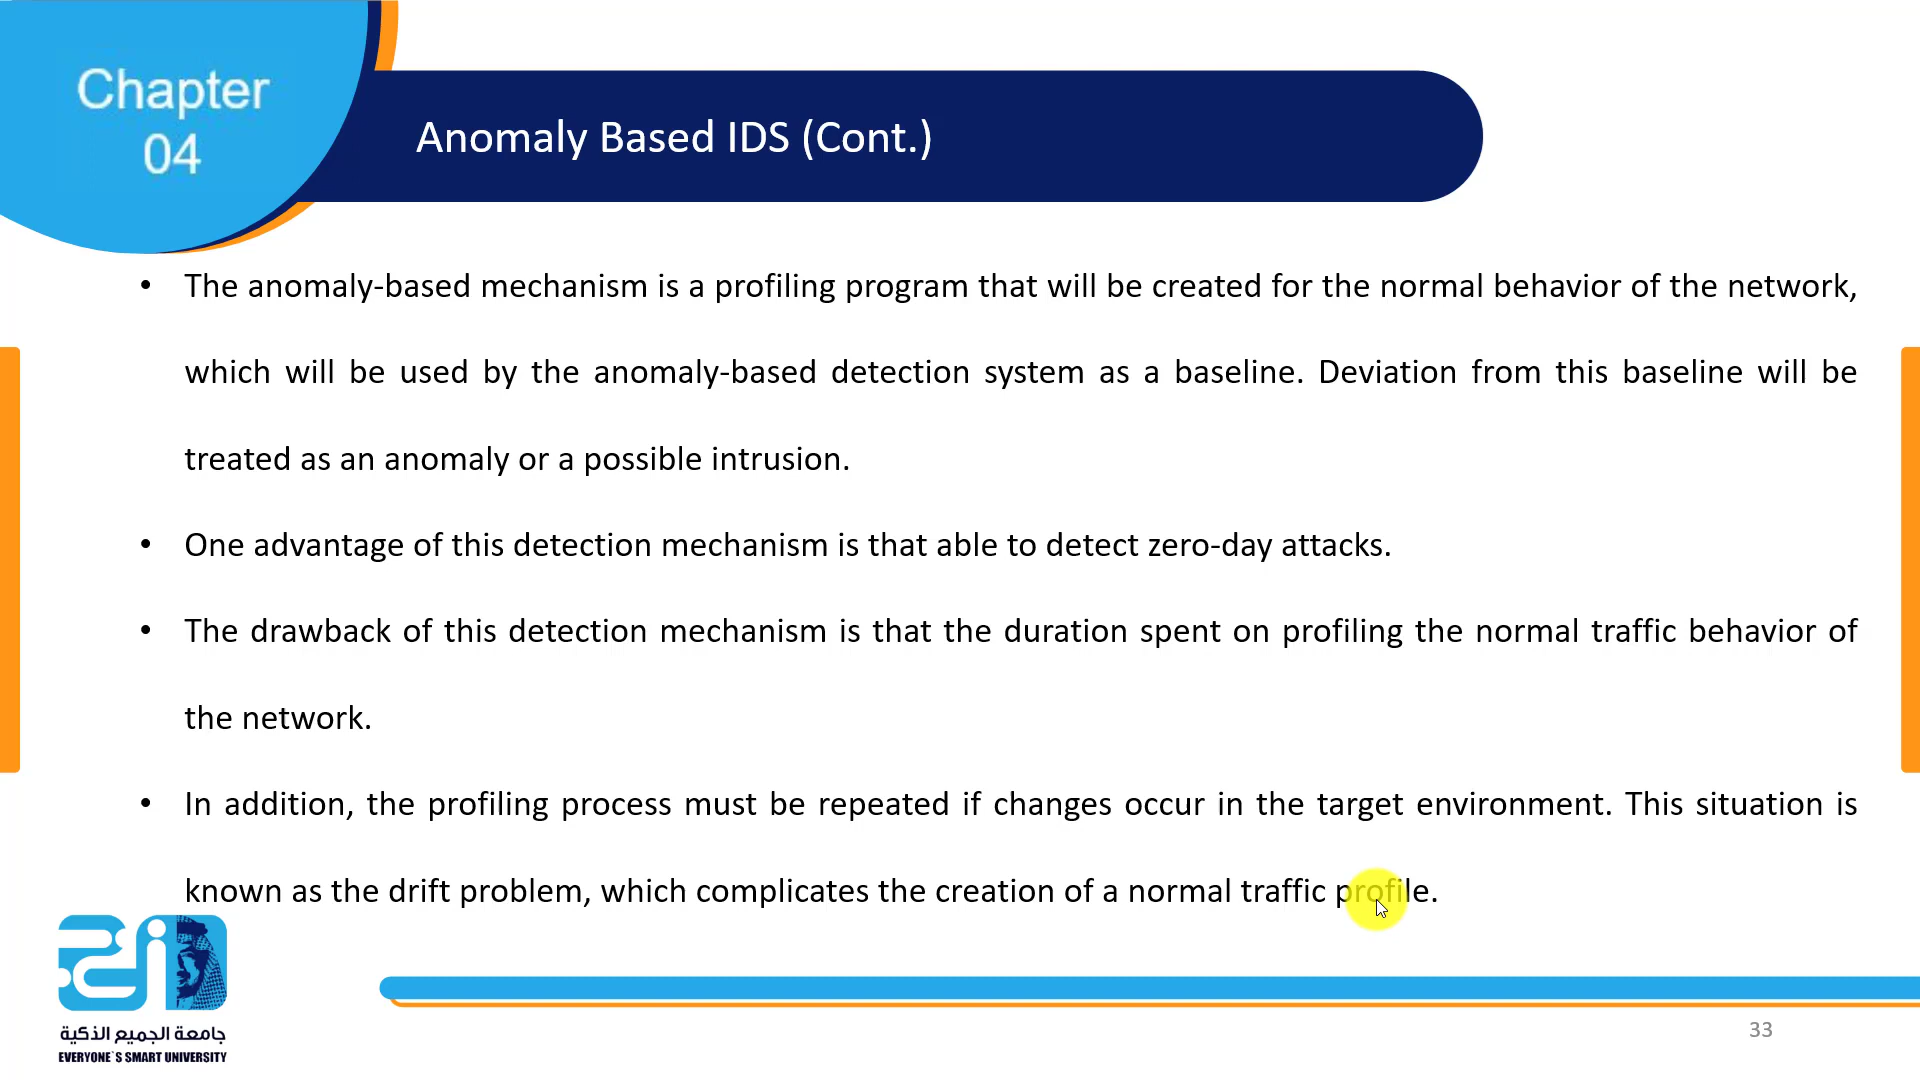 Chapter
04
Anomaly Based IDS (Cont.)
• The anomaly-based mechanism is a profiling program that will be created for the normal behavior of the network,
which will be used by the anomaly-based detection system as a baseline. Deviation from this baseline will be
treated as an anomaly or a possible intrusion.
• One advantage of this detection mechanism is that able to detect zero-day attacks.
• The drawback of this detection mechanism is that the duration spent on profiling the normal traffic behavior of
the network.
• In addition, the profiling process must be repeated if changes occur in the target environment. This situation is
known as the drift problem, which complicates the creation of a normal traffic profile.
جامعة الجميع الذكية
EVERYONE`S SMART UNIVERSITY
33